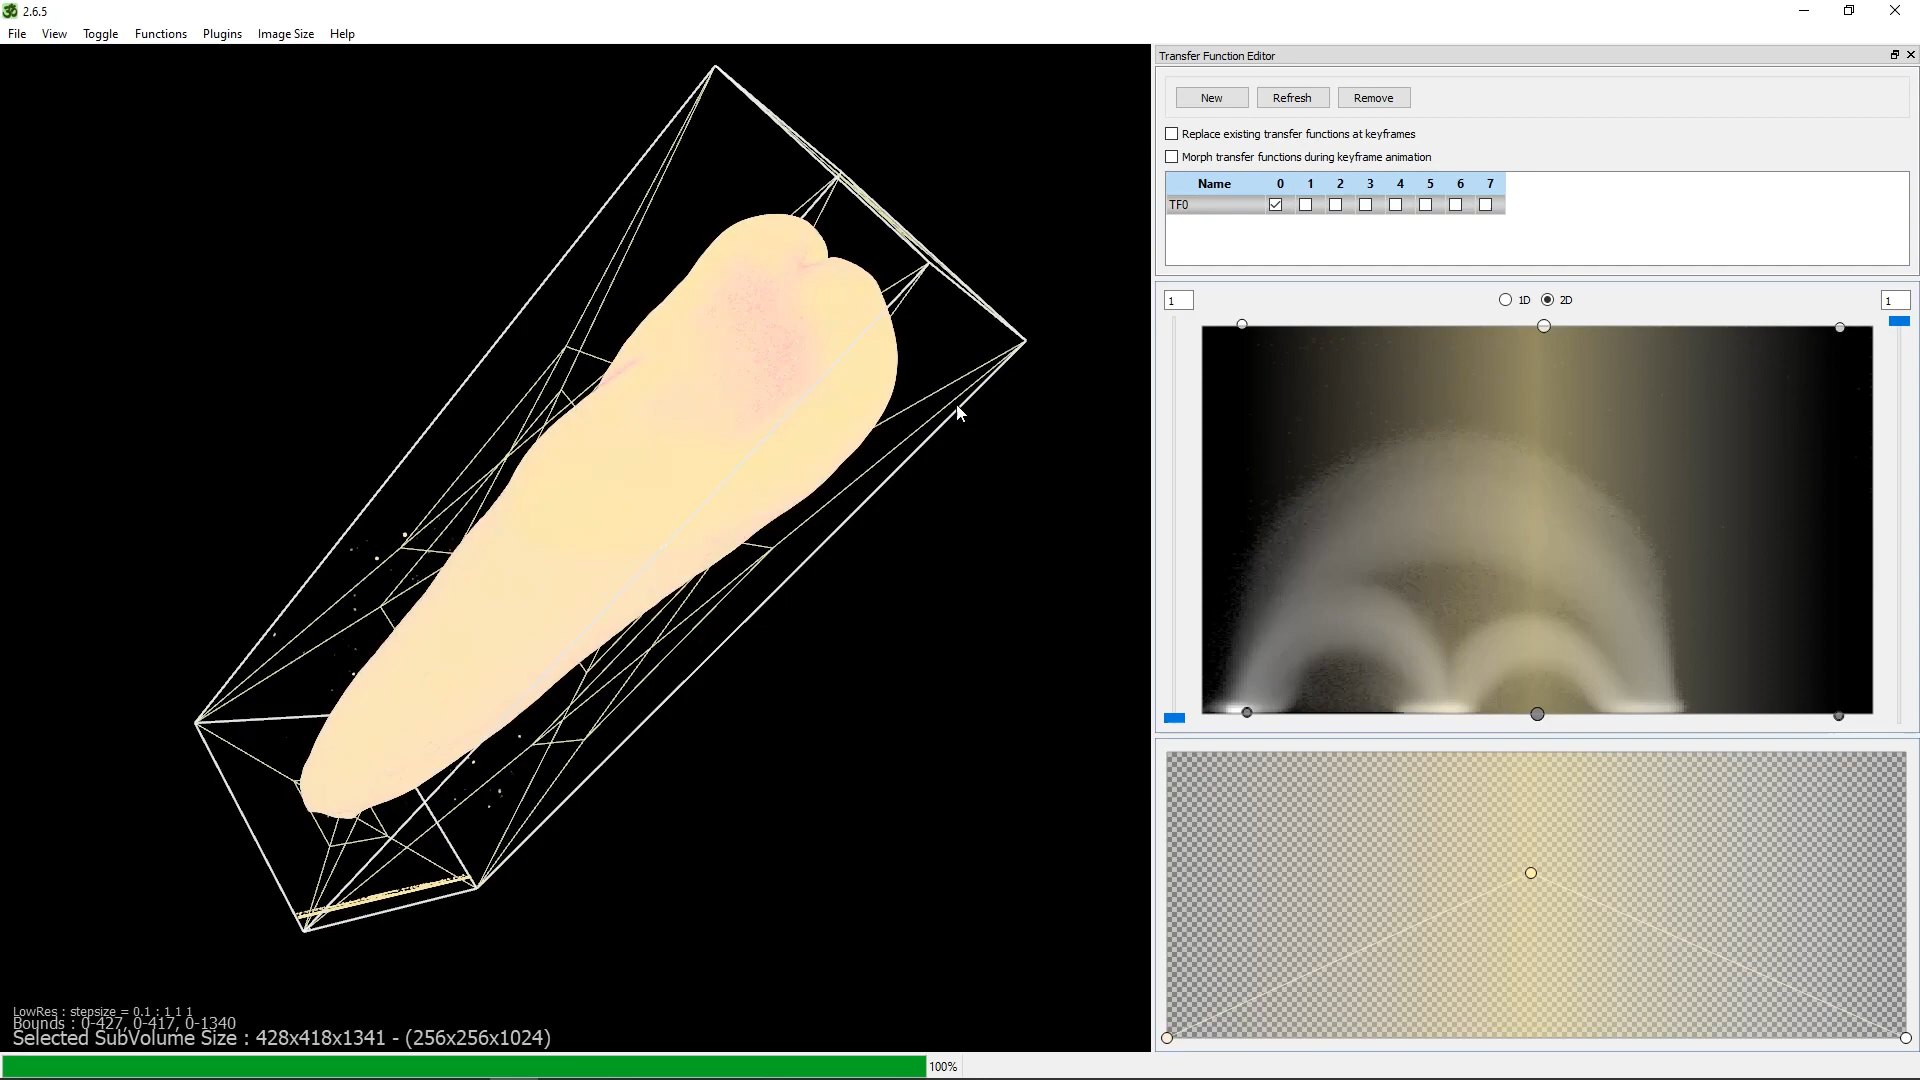 2.6.5
File View Toggle Functions Plugins Image Size Help
Transfer Function Editor
New Refresh Remove
Replace existing transfer functions at keyframes
Morph transfer functions during keyframe animation
Name 0 1 2 3 4 5 6 7
TF0
1 1D 2D 1
LowRes : stepsize = 0.1 : 1 1 1
Bounds : 0-427, 0-417, 0-1340
Selected SubVolume Size : 428x418x1341 - (256x256x1024)
100%